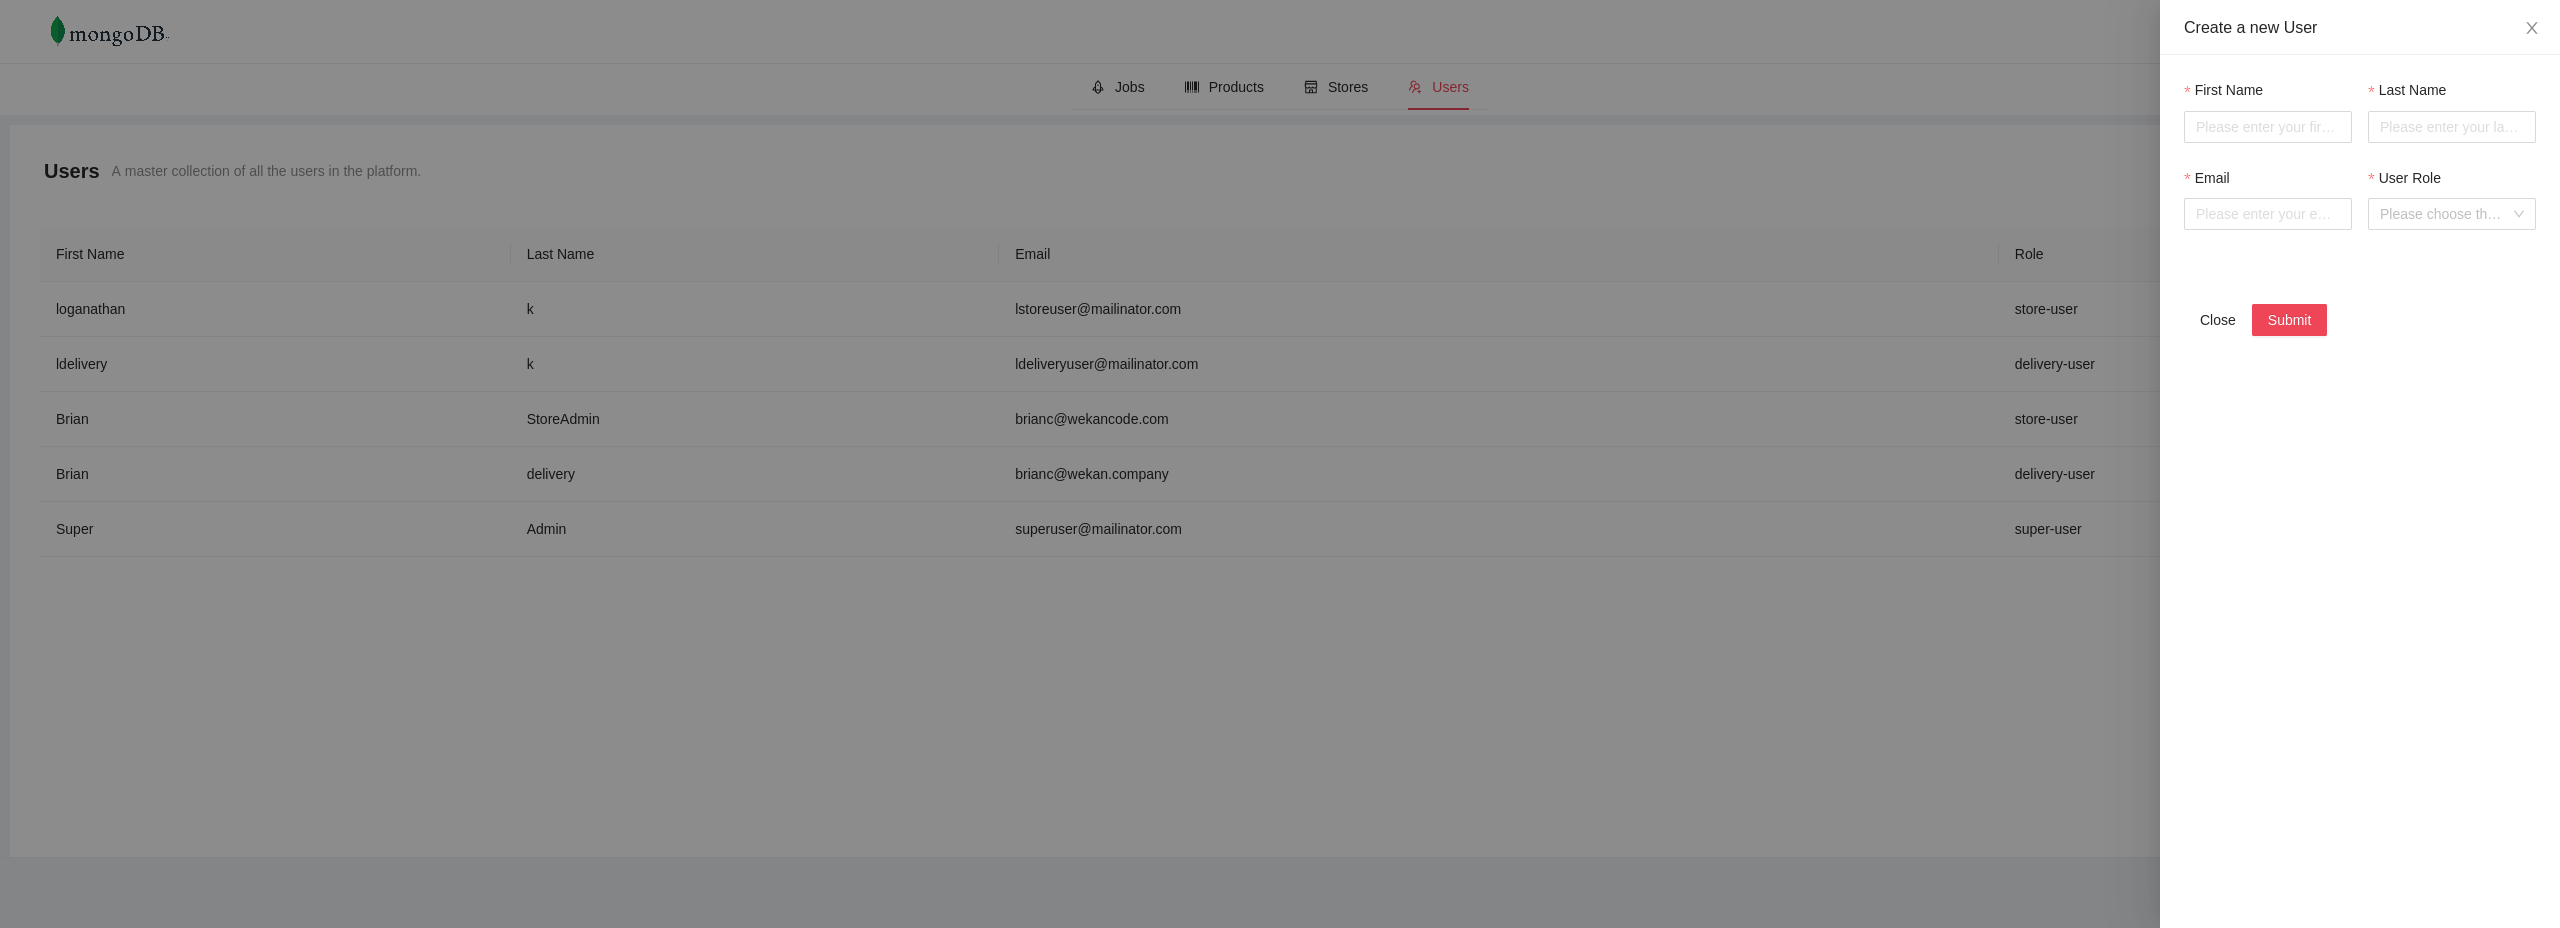 mongoDB
Jobs Products Stores Users
Users A master collection of all the users in the platform.
First Name Last Name Email Role
loganathan k lstoreuser@mailinator.com store-user
ldelivery k ldeliveryuser@mailinator.com delivery-user
Brian StoreAdmin brianc@wekancode.com store-user
Brian delivery brianc@wekan.company delivery-user
Super Admin superuser@mailinator.com super-user
Create a new User
* First Name * Last Name
Please enter your fir... Please enter your la...
* Email * User Role
Please enter your e... Please choose th...
Close Submit